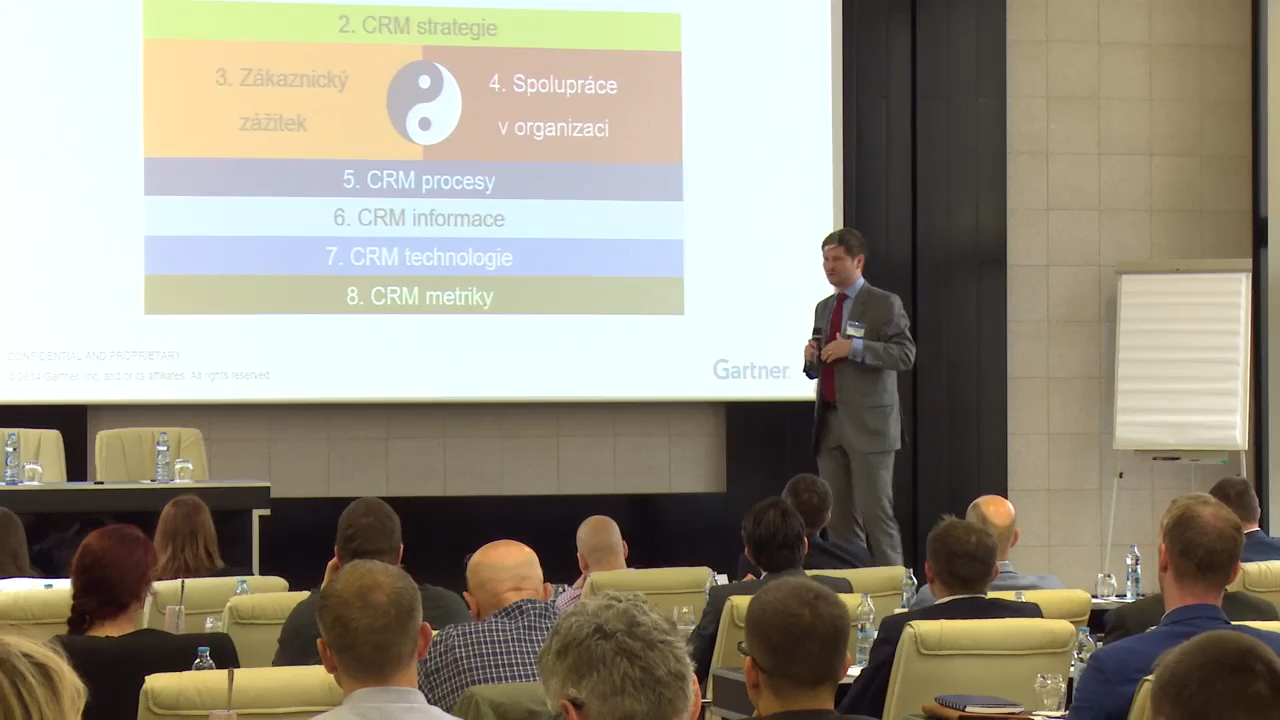 2. CRM strategie
3. Zákaznický
zážitek
4. Spolupráce
v organizaci
5. CRM procesy
6. CRM informace
7. CRM technologie
8. CRM metriky
CONFIDENTIAL AND PROPRIETARY
© 2014 Gartner, Inc. and/or its affiliates. All rights reserved.
Gartner